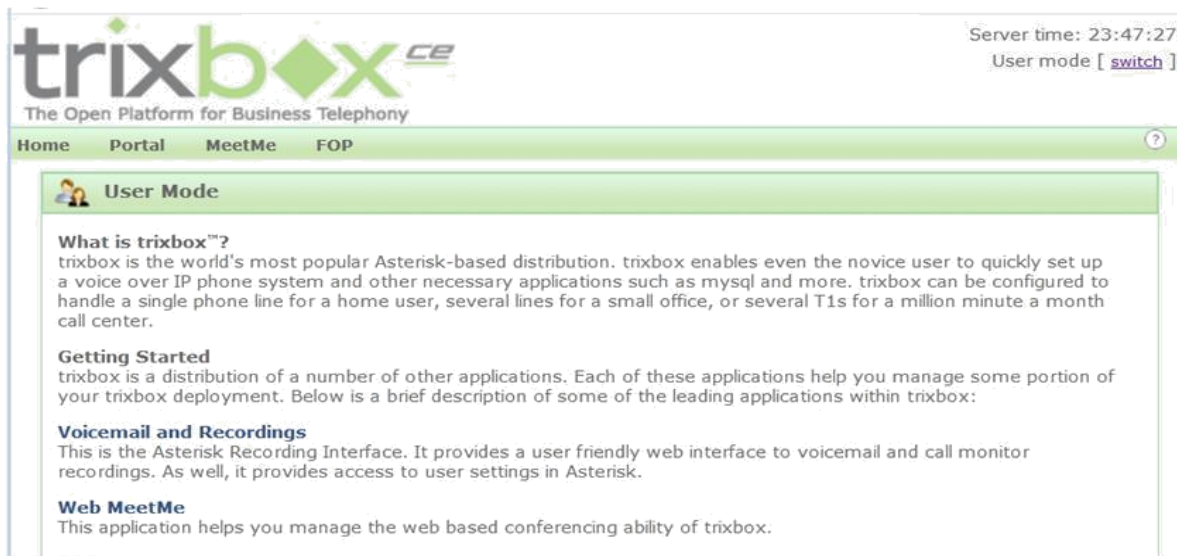 trixbox ce
Server time: 23:47:27
User mode [ switch ]
The Open Platform for Business Telephony
Home Portal MeetMe FOP
?
User Mode
What is trixbox™?
trixbox is the world's most popular Asterisk-based distribution. trixbox enables even the novice user to quickly set up
a voice over IP phone system and other necessary applications such as mysql and more. trixbox can be configured to
handle a single phone line for a home user, several lines for a small office, or several T1s for a million minute a month
call center.
Getting Started
trixbox is a distribution of a number of other applications. Each of these applications help you manage some portion of
your trixbox deployment. Below is a brief description of some of the leading applications within trixbox:
Voicemail and Recordings
This is the Asterisk Recording Interface. It provides a user friendly web interface to voicemail and call monitor
recordings. As well, it provides access to user settings in Asterisk.
Web MeetMe
This application helps you manage the web based conferencing ability of trixbox.